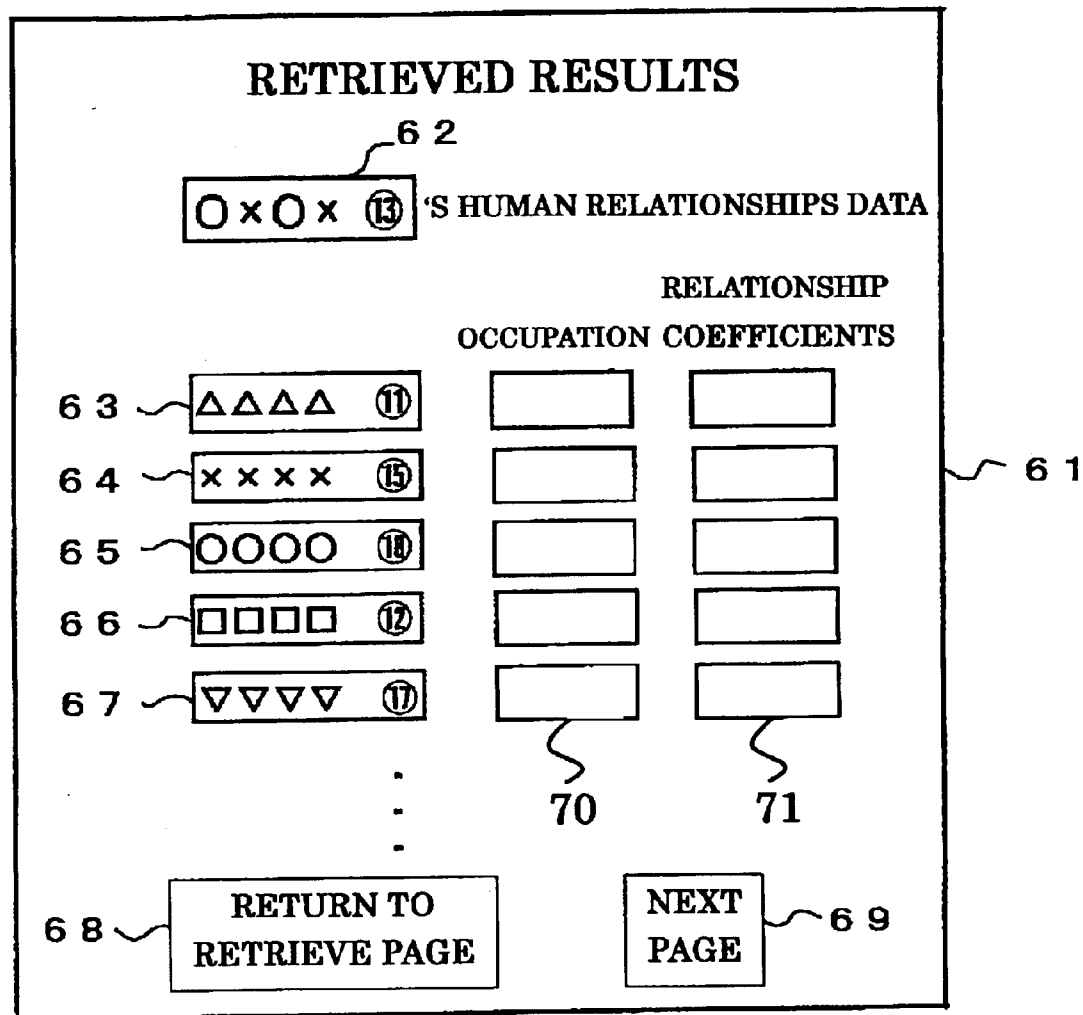 RETRIEVED RESULTS
62
○×○× ⑬ 'S HUMAN RELATIONSHIPS DATA
RELATIONSHIP
OCCUPATION COEFFICIENTS
63 △△△△ ⑪
64 ×××× ⑮
61
65 ○○○○ ⑱
66 □□□□ ⑫
67 ▽▽▽▽ ⑰
70 71
RETURN TO
RETRIEVE PAGE
68
NEXT
PAGE
69